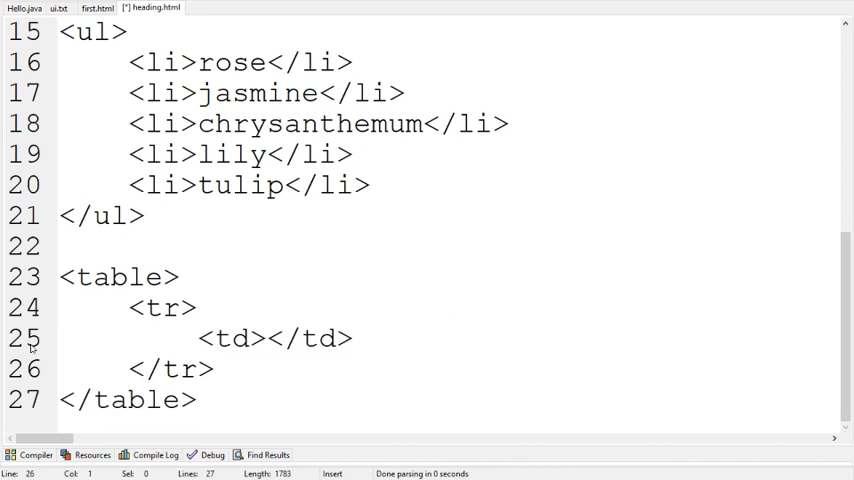 Hello.java ui.txt first.html [*] heading.html
15 <ul>
16 <li>rose</li>
17 <li>jasmine</li>
18 <li>chrysanthemum</li>
19 <li>lily</li>
20 <li>tulip</li>
21 </ul>
22
23 <table>
24 <tr>
25 <td></td>
26 </tr>
27 </table>
Compiler Resources Compile Log Debug Find Results
Line: 26 Col: 1 Sel: 0 Lines: 27 Length: 1783 Insert Done parsing in 0 seconds